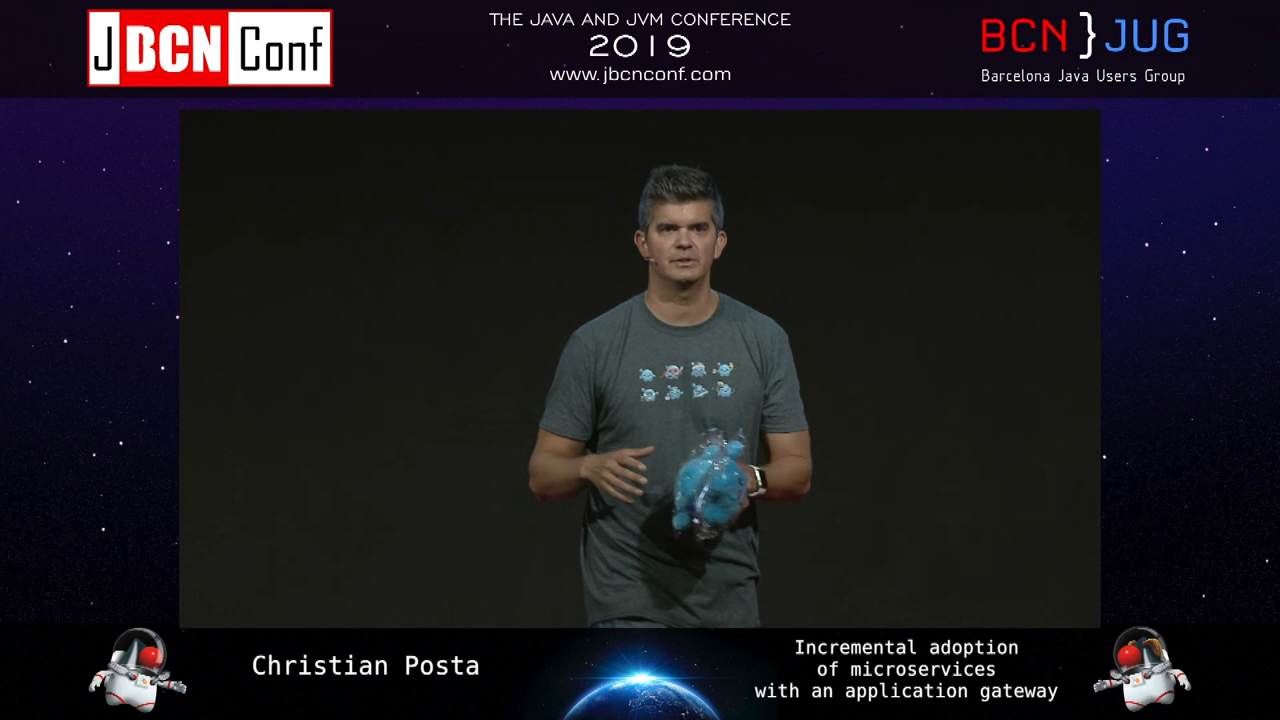 JBCNConf
THE JAVA AND JVM CONFERENCE
2019
www.jbcnconf.com
BCN}JUG
Barcelona Java Users Group
Christian Posta
Incremental adoption
of microservices
with an application gateway